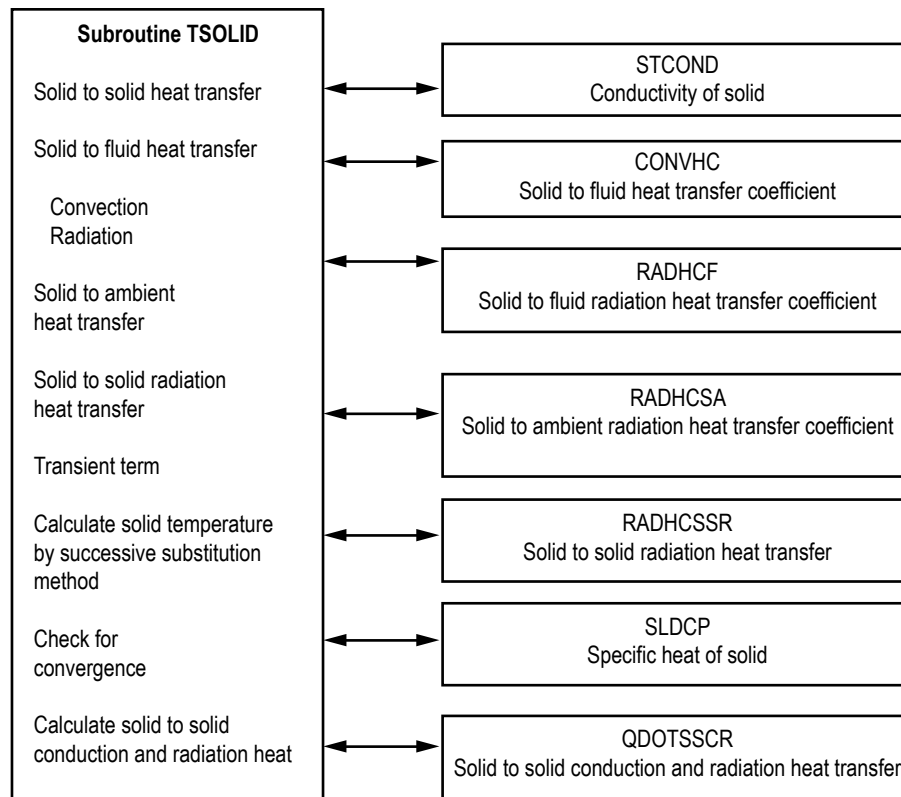 Subroutine TSOLID
Solid to solid heat transfer
Solid to fluid heat transfer
Convection
Radiation
Solid to ambient
heat transfer
Solid to solid radiation
heat transfer
Transient term
Calculate solid temperature
by successive substitution
method
Check for
convergence
Calculate solid to solid
conduction and radiation heat
STCOND
Conductivity of solid
CONVHC
Solid to fluid heat transfer coefficient
RADHCF
Solid to fluid radiation heat transfer coefficient
RADHCSA
Solid to ambient radiation heat transfer coefficient
RADHCSSR
Solid to solid radiation heat transfer
SLDCP
Specific heat of solid
QDOTSSCR
Solid to solid conduction and radiation heat transfer